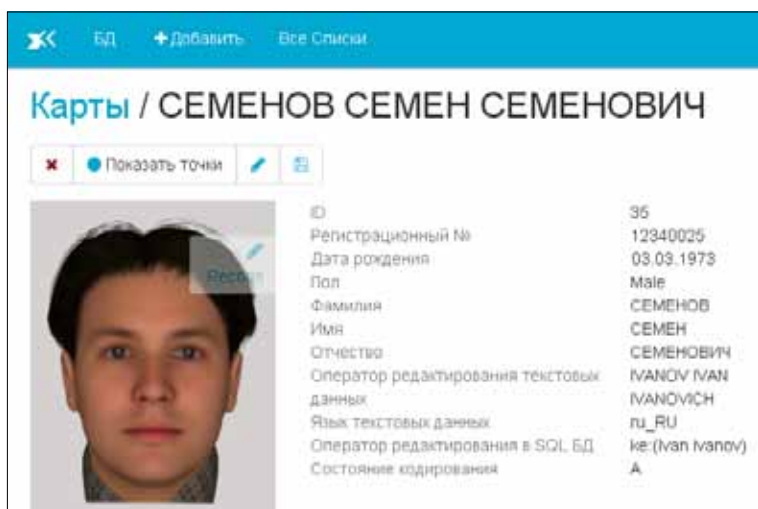 БД + Добавить Все Списки
Карты / СЕМЕНОВ СЕМЕН СЕМЕНОВИЧ
Показать точки
ID 35
Регистрационный № 12340025
Дата рождения 03.03.1973
Пол Male
Фамилия СЕМЕНОВ
Имя СЕМЕН
Отчество СЕМЕНОВИЧ
Оператор редактирования текстовых IVANOV IVAN
данных IVANOVICH
Язык текстовых данных ru_RU
Оператор редактирования в SQL БД ke:(Ivan Ivanov)
Состояние кодирования A